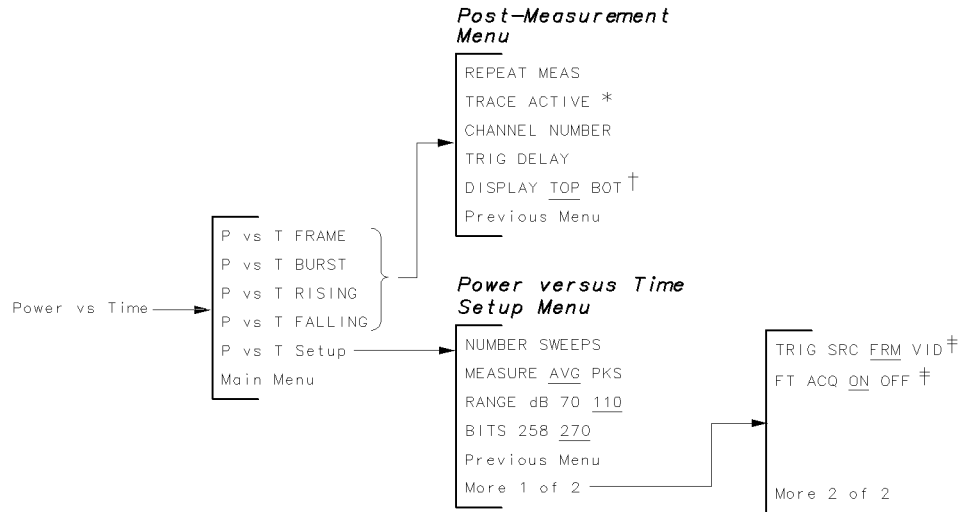 Post-Measurement
Menu
REPEAT MEAS
TRACE ACTIVE *
CHANNEL NUMBER
TRIG DELAY
DISPLAY TOP BOT †
Previous Menu
Power vs Time
P vs T FRAME
P vs T BURST
P vs T RISING
P vs T FALLING
P vs T Setup
Main Menu
Power versus Time
Setup Menu
NUMBER SWEEPS
MEASURE AVG PKS
RANGE dB 70 110
BITS 258 270
Previous Menu
More 1 of 2
TRIG SRC FRM VID ‡
FT ACQ ON OFF ‡
More 2 of 2